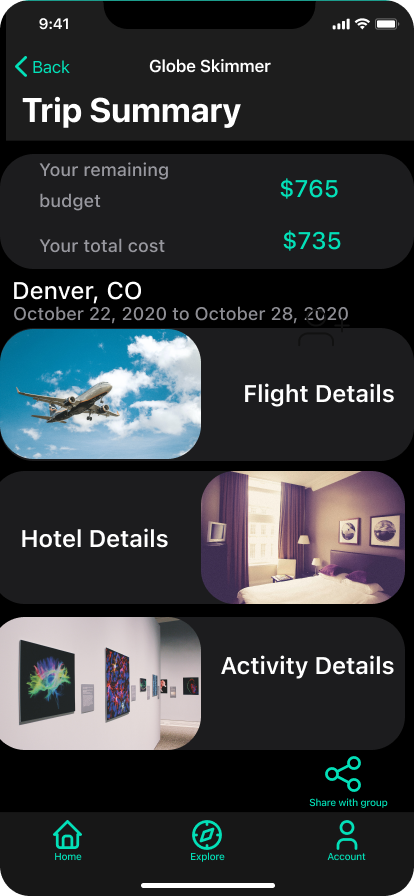 9:41
Back
Globe Skimmer
Trip Summary
Your remaining
budget
$765
Your total cost
$735
Denver, CO
October 22, 2020 to October 28, 2020
Flight Details
Hotel Details
Activity Details
Share with group
Home
Explore
Account